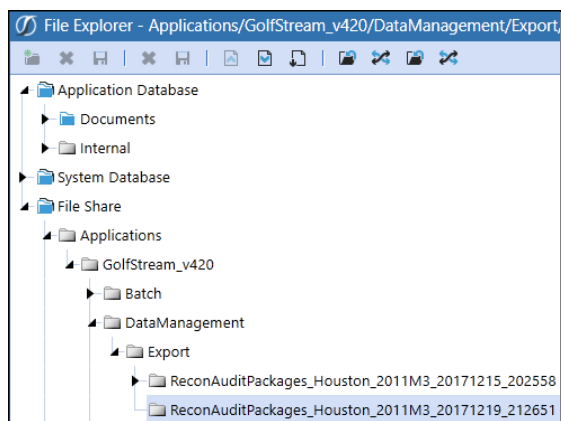 File Explorer - Applications/GolfStream_v420/DataManagement/Export,
Application Database
Documents
Internal
System Database
File Share
Applications
GolfStream_v420
Batch
DataManagement
Export
ReconAuditPackages_Houston_2011M3_20171215_202558
ReconAuditPackages_Houston_2011M3_20171219_212651